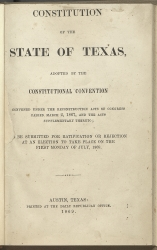 CONSTITUTION
OF THE
STATE OF TEXAS,
ADOPTED BY THE
CONSTITUTIONAL CONVENTION
CONVENED UNDER THE RECONSTRUCTION ACTS OF CONGRESS
PASSED MARCH 2, 1867, AND THE ACTS
SUPPLEMENTARY THERETO;
TO BE SUBMITTED FOR RATIFICATION OR REJECTION
AT AN ELECTION TO TAKE PLACE ON THE
FIRST MONDAY OF JULY, 1869.
AUSTIN, TEXAS:
PRINTED AT THE DAILY REPUBLICAN OFFICE,
1869.